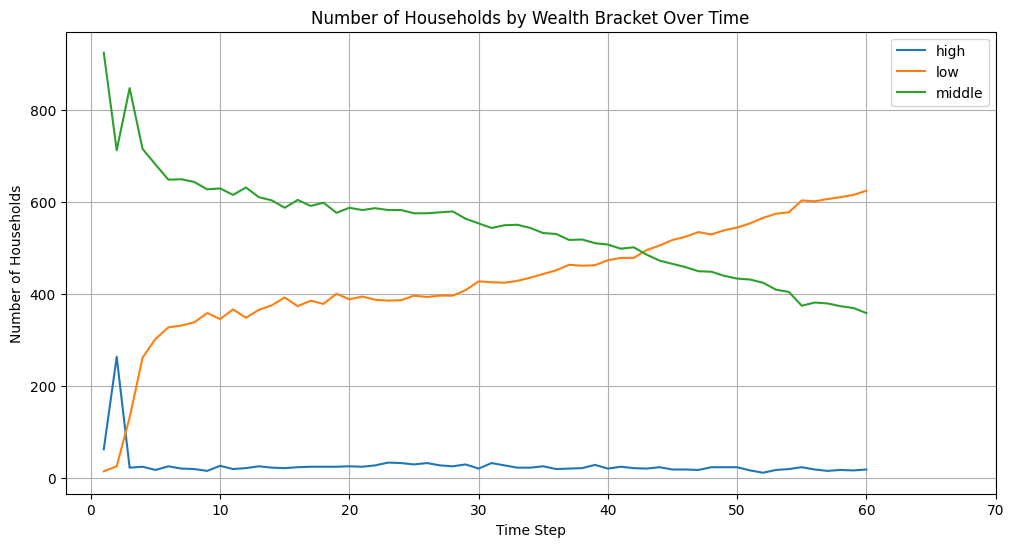 Number of Households by Wealth Bracket Over Time
high
low
middle
Number of Households
800
600
400
200
0
0 10 20 30 40 50 60 70
Time Step